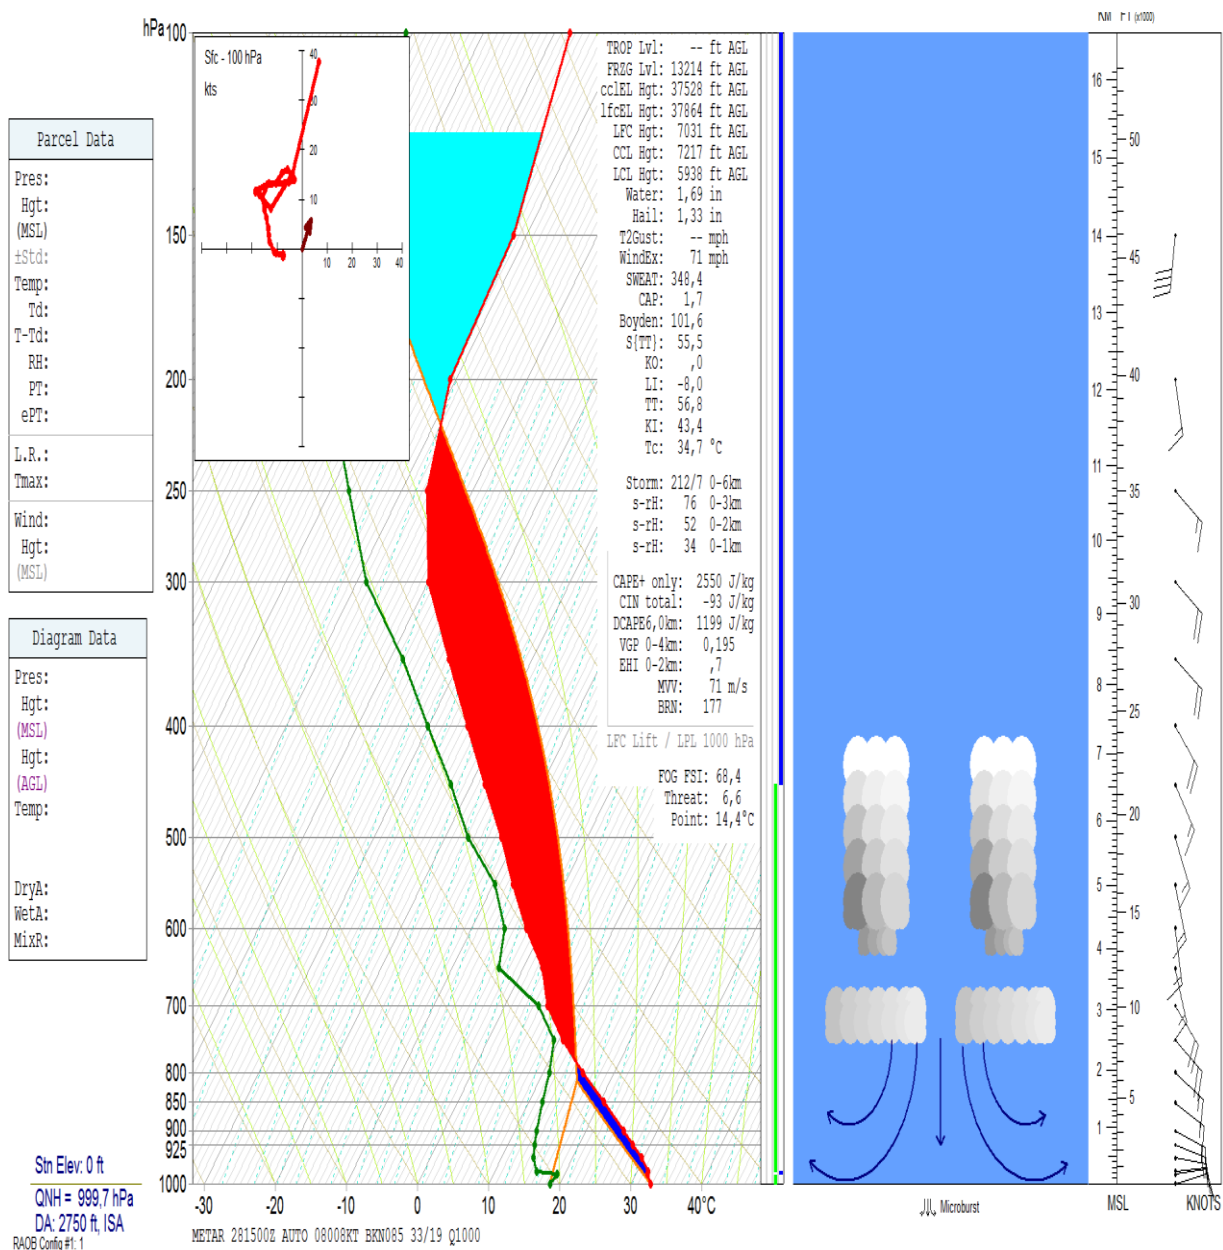 hPa
KM FT (x1000)
Sfc - 100 hPa
kts
40
30
20
10
10 20 30 40
Parcel Data
Pres:
Hgt:
(MSL)
±Std:
Temp:
Td:
T-Td:
RH:
PT:
ePT:
L.R.:
Tmax:
Wind:
Hgt:
(MSL)
Diagram Data
Pres:
Hgt:
(MSL)
Hgt:
(AGL)
Temp:
DryA:
WetA:
MixR:
Stn Elev: 0 ft
QNH = 999,7 hPa
DA: 2750 ft, ISA
RAOB Config #1: 1
100
150
200
250
300
400
500
600
700
800
850
900
925
1000
-30 -20 -10 0 10 20 30 40°C
METAR 281500Z AUTO 08008KT BKN085 33/19 Q1000
TROP Lvl: -- ft AGL
FRZG Lvl: 13214 ft AGL
cclEL Hgt: 37528 ft AGL
lfcEL Hgt: 37864 ft AGL
LFC Hgt: 7031 ft AGL
CCL Hgt: 7217 ft AGL
LCL Hgt: 5938 ft AGL
Water: 1,69 in
Hail: 1,33 in
T2Gust: -- mph
WindEx: 71 mph
SWEAT: 348,4
CAP: 1,7
Boyden: 101,6
S{TT}: 55,5
KO: ,0
LI: -8,0
TT: 56,8
KI: 43,4
Tc: 34,7 °C
Storm: 212/7 0-6km
s-rH: 76 0-3km
s-rH: 52 0-2km
s-rH: 34 0-1km
CAPE+ only: 2550 J/kg
CIN total: -93 J/kg
DCAPE6,0km: 1199 J/kg
VGP 0-4km: 0,195
EHI 0-2km: ,7
MVV: 71 m/s
BRN: 177
LFC Lift / LPL 1000 hPa
FOG FSI: 68,4
Threat: 6,6
Point: 14,4°C
Microburst
16
15
14
13
12
11
10
9
8
7
6
5
4
3
2
1
50
45
40
35
30
25
20
15
10
5
MSL
KNOTS